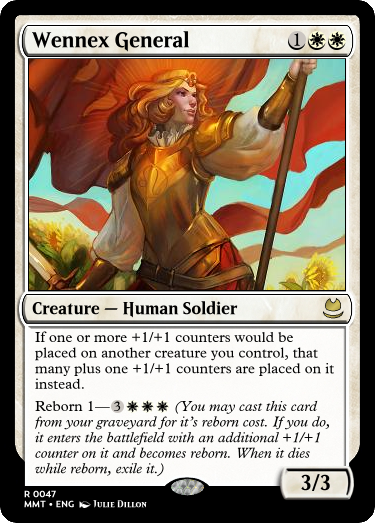 Wennex General 1
Creature — Human Soldier
If one or more +1/+1 counters would be
placed on another creature you control, that
many plus one +1/+1 counters are placed on it
instead.
Reborn 1—3 (You may cast this card
from your graveyard for it's reborn cost. If you do,
it enters the battlefield with an additional +1/+1
counter on it and becomes reborn. When it dies
while reborn, exile it.)
3/3
R 0047
MMT • ENG JULIE DILLON